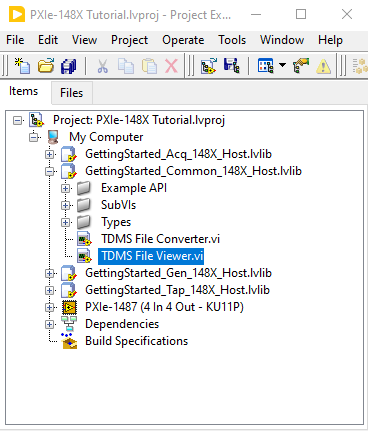 PXIe-148X Tutorial.lvproj - Project Ex...
File Edit View Project Operate Tools Window
Items Files
Project: PXIe-148X Tutorial.lvproj
My Computer
GettingStarted_Acq_148X_Host.lvlib
GettingStarted_Common_148X_Host.lvlib
Example API
SubVIs
Types
TDMS File Converter.vi
TDMS File Viewer.vi
GettingStarted_Gen_148X_Host.lvlib
GettingStarted_Tap_148X_Host.lvlib
PXIe-1487 (4 In 4 Out - KU11P)
Dependencies
Build Specifications